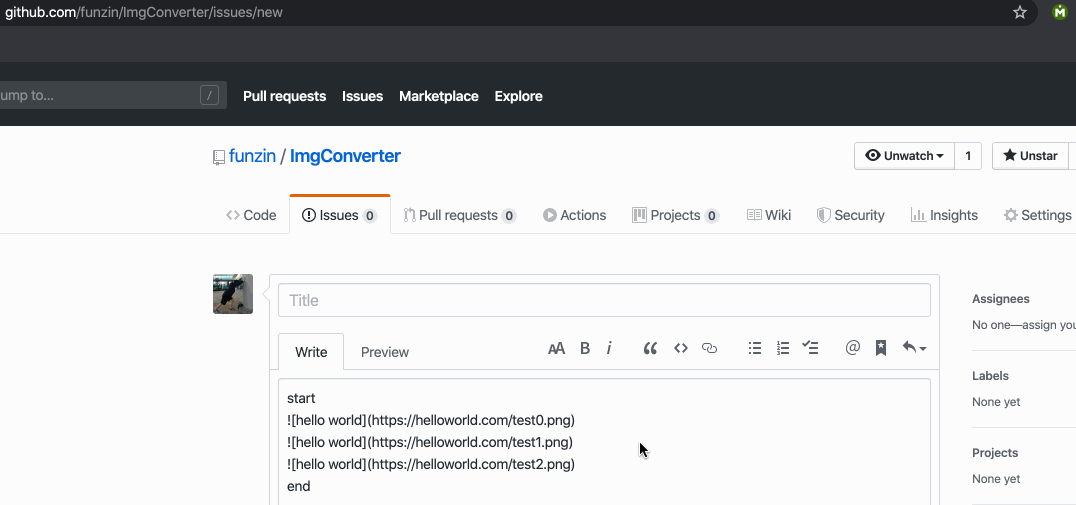 github.com/funzin/ImgConverter/issues/new
ump to... /
Pull requests Issues Marketplace Explore
funzin / ImgConverter
Unwatch 1 Unstar
Code Issues 0 Pull requests 0 Actions Projects 0 Wiki Security Insights Settings
Title
Assignees
No one—assign you
Write Preview AA B i
Labels
None yet
start
![hello world](https://helloworld.com/test0.png)
![hello world](https://helloworld.com/test1.png)
![hello world](https://helloworld.com/test2.png)
end
Projects
None yet